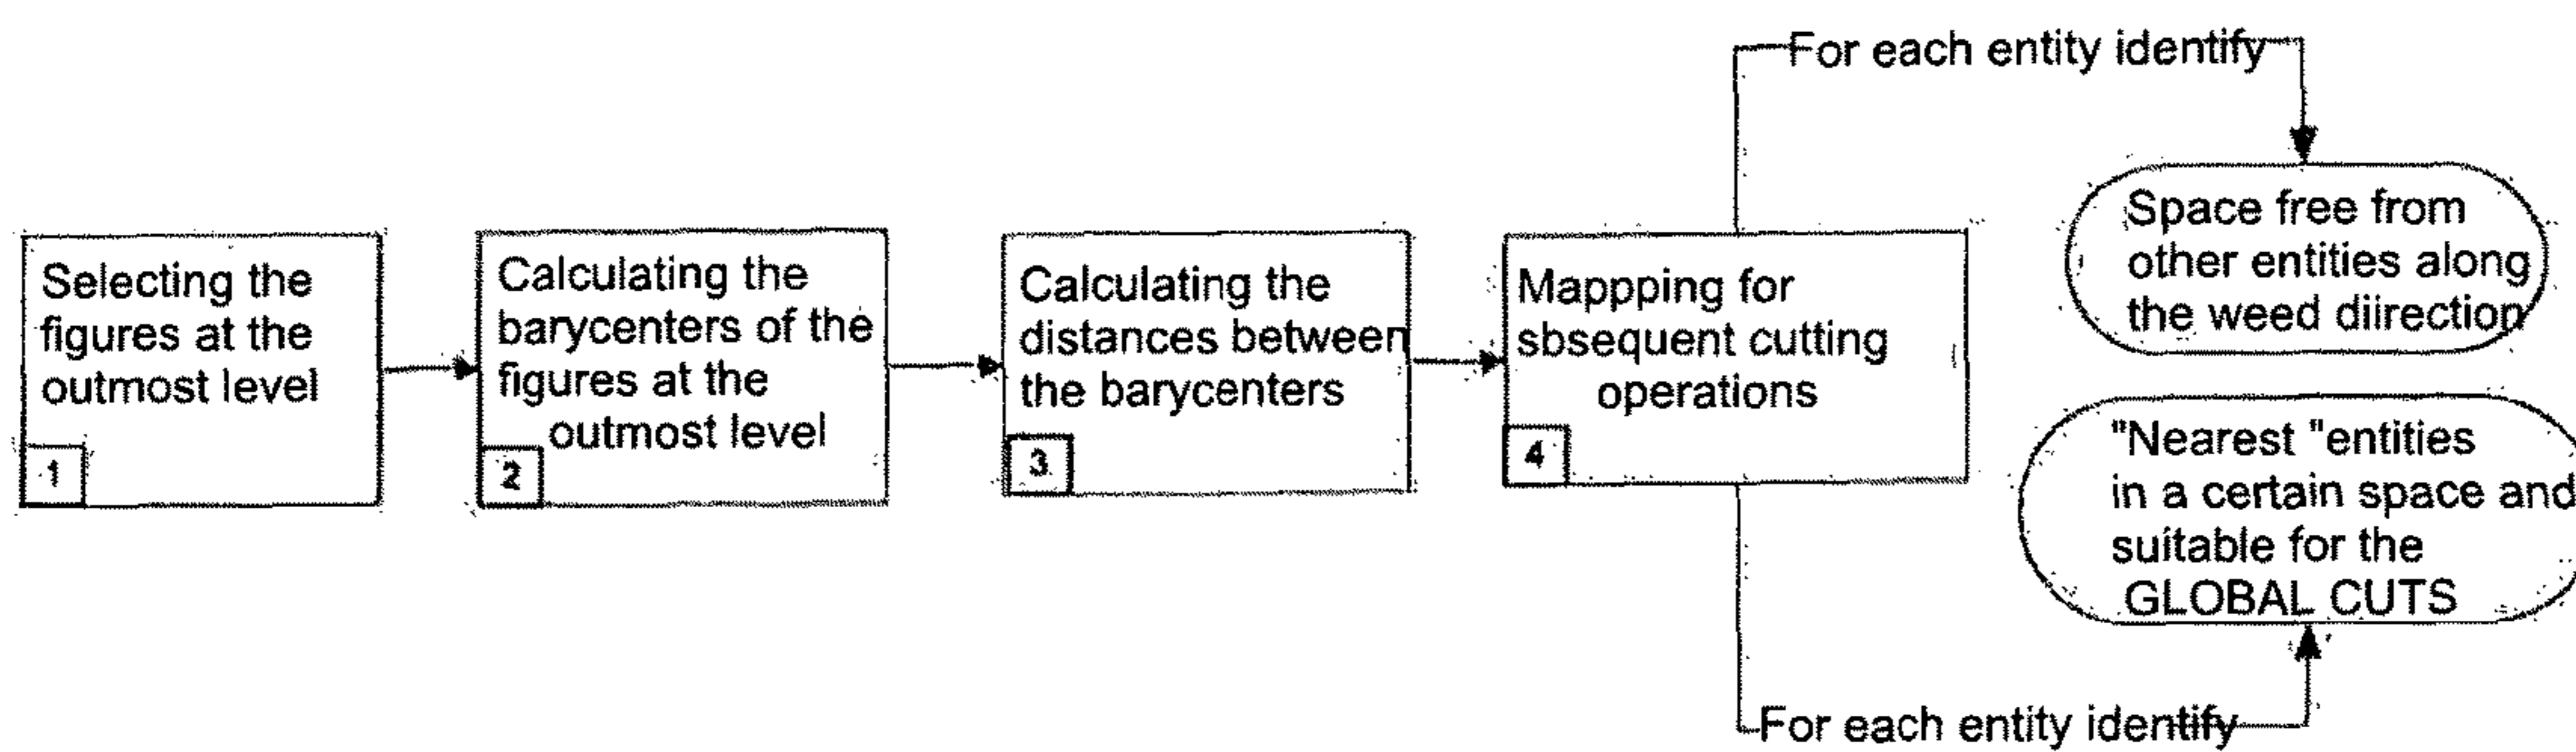 Selecting the
figures at the
outmost level
1
Calculating the
barycenters of the
figures at the
outmost level
2
Calculating the
distances between
the barycenters
3
Mappping for
sbsequent cutting
operations
4
For each entity identify
Space free from
other entities along
the weed diirection
"Nearest "entities
in a certain space and
suitable for the
GLOBAL CUTS
For each entity identify